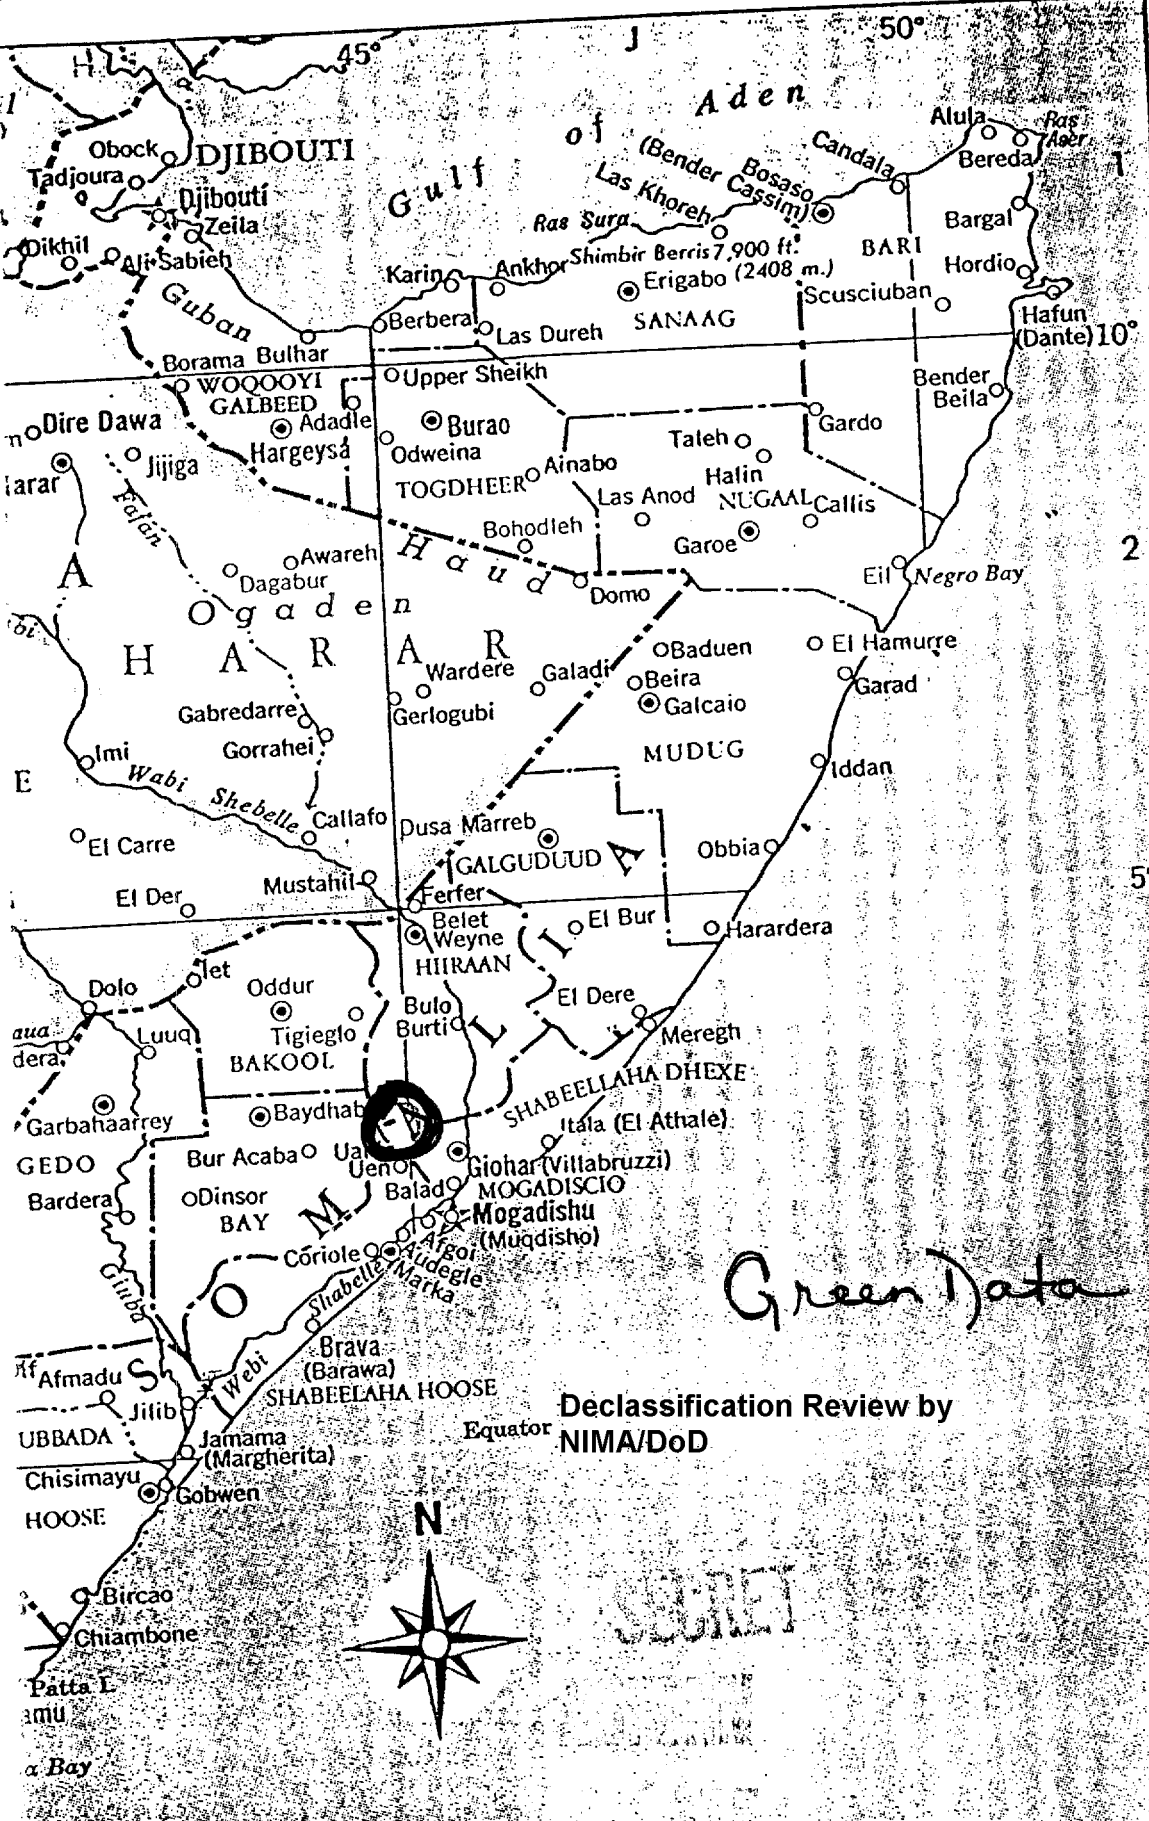 H
45°
J
50°
Gulf of Aden
Alula
Ras
Aser
Bereda
1
Obock
DJIBOUTI
Tadjoura
Djibouti
Zeila
Dikhil
Ali-Sabieh
Candala
Bosaso
(Bender
Cassim)
Las Khoreh
Ras Sura
Bargal
BARI
Shimbir Berris 7,900 ft.
(2408 m.)
Hordio
Karin
Ankhor
Erigabo
Scusciuban
Guban
Berbera
Las Dureh
SANAAG
Hafun
(Dante)
10°
Borama
Bulhar
WOQOOYI
GALBEED
Upper Sheikh
Bender
Beila
Adadle
Dire Dawa
Burao
Gardo
Hargeysa
Odweina
Taleh
Jijiga
Ainabo
Halin
TOGDHEER
Las Anod
NUGAAL
Callis
Fafan
Bohodleh
Garoe
2
A
Awareh
Haud
Eil
Negro Bay
Dagabur
Domo
Ogaden
HARAR
Baduen
El Hamurre
Wardere
Galadi
Beira
Garad
Gabredarre
Gerlogubi
Galcaio
Gorrahei
MUDUG
Imi
Iddan
E
Wabi Shebelle
Callafo
Dusa Marreb
El Carre
GALGUDUUD
Obbia
Mustahil
Ferfer
El Der
Belet
Weyne
El Bur
Harardera
HIIRAAN
Dolo
Oddur
El Dere
Bulo
Burti
Tigieglo
Meregh
Luuq
BAKOOL
SHABEELLAHA DHEXE
Garbahaarrey
Itala (El Athale)
GEDO
Bur Acaba
Uen
Giohar (Villabruzzi)
Bardera
Dinsor
Balad
MOGADISCIO
BAY
Mogadishu
(Muqdisho)
Coriole
Afgoi
Audegle
Marka
SOMALIA
Giuba
Webi Shabelle
Green Data
Brava
(Barawa)
Afmadu
SHABEELAHA HOOSE
Jilib
Declassification Review by
NIMA/DoD
Equator
UBBADA
Jamama
(Margherita)
Chisimayu
Gobwen
HOOSE
N
Bircao
SECRET
Chiambone
Patta I.
Bay